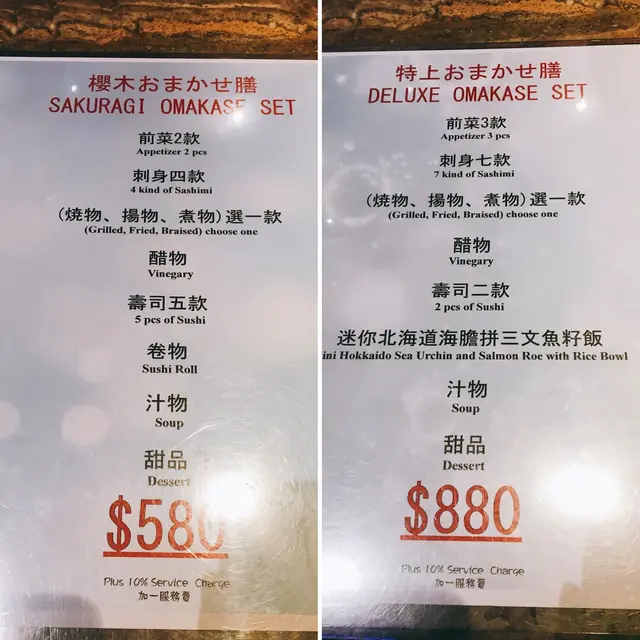 櫻木おまかせ膳
SAKURAGI OMAKASE SET
前菜2款
Appetizer 2 pcs
刺身四款
4 kind of Sashimi
(焼物、揚物、煮物)選一款
(Grilled, Fried, Braised) choose one
醋物
Vinegary
壽司五款
5 pcs of Sushi
卷物
Sushi Roll
汁物
Soup
甜品
Dessert
$580
Plus 10% Service Charge
加一服務費
特上おまかせ膳
DELUXE OMAKASE SET
前菜3款
Appetizer 3 pcs
刺身七款
7 kind of Sashimi
(焼物、揚物、煮物)選一款
(Grilled, Fried, Braised) choose one
醋物
Vinegary
壽司二款
2 pcs of Sushi
迷你北海道海膽拼三文魚籽飯
ini Hokkaido Sea Urchin and Salmon Roe with Rice Bowl
汁物
Soup
甜品
Dessert
$880
Plus 10% Service Charge
加一服務費